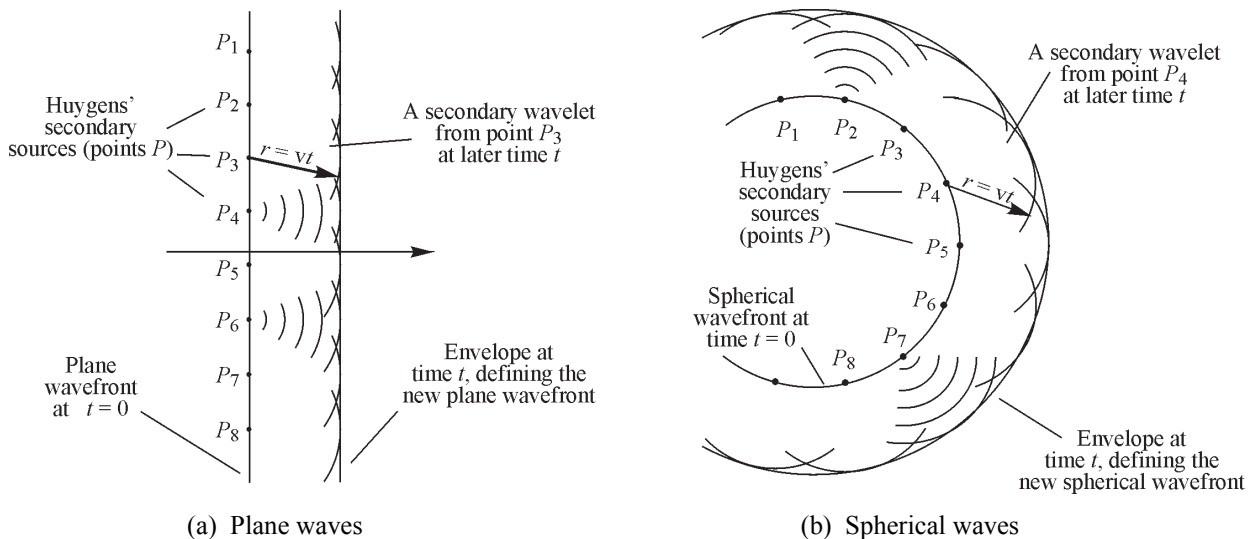 P1
P2
Huygens'
secondary
sources (points P)
P3
r = vt
A secondary wavelet
from point P3
at later time t
P4
P5
P6
P7
P8
Plane
wavefront
at t = 0
Envelope at
time t, defining the
new plane wavefront
(a) Plane waves
A secondary wavelet
from point P4
at later time t
P1
P2
P3
Huygens'
secondary
sources
(points P)
P4
r = vt
P5
P6
Spherical
wavefront at
time t = 0
P7
P8
Envelope at
time t, defining the
new spherical wavefront
(b) Spherical waves